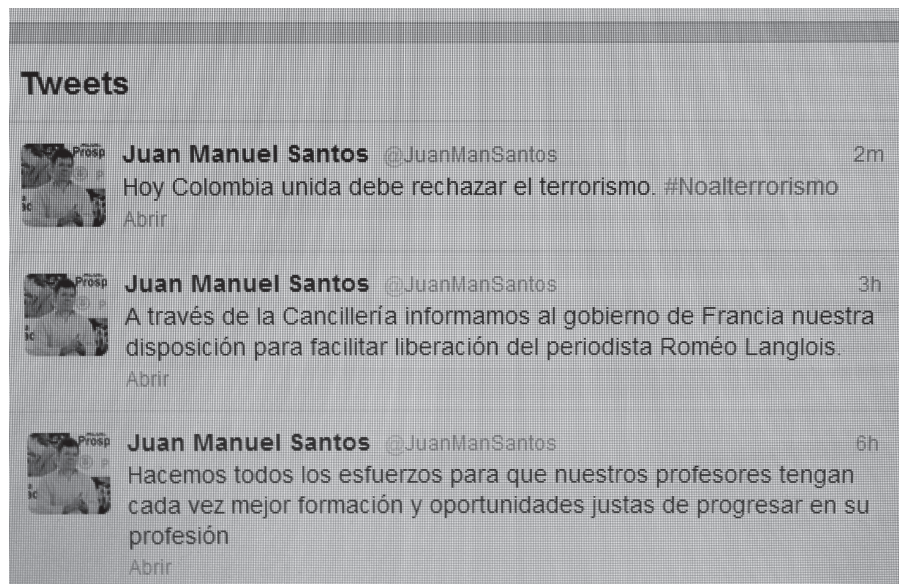 Tweets
Juan Manuel Santos @JuanManSantos 2m
Hoy Colombia unida debe rechazar el terrorismo. #Noalterrorismo
Abrir
Juan Manuel Santos @JuanManSantos 3h
A través de la Cancillería informamos al gobierno de Francia nuestra
disposición para facilitar liberación del periodista Roméo Langlois.
Abrir
Juan Manuel Santos @JuanManSantos 6h
Hacemos todos los esfuerzos para que nuestros profesores tengan
cada vez mejor formación y oportunidades justas de progresar en su
profesión
Abrir